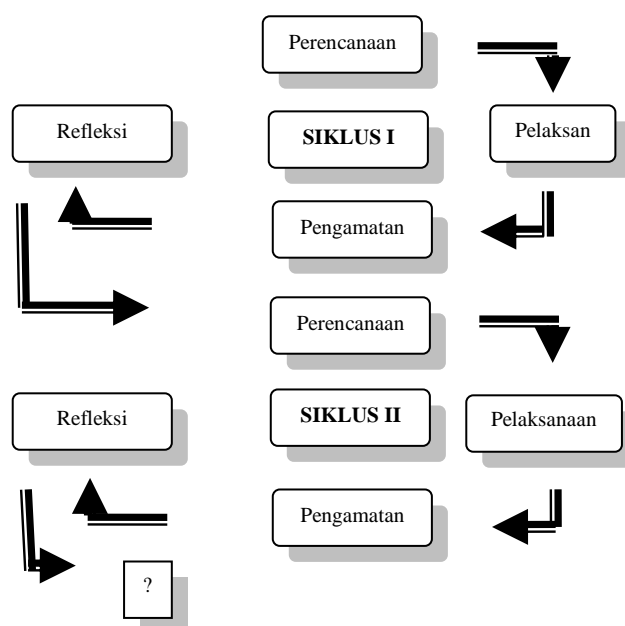 Perencanaan
Refleksi
SIKLUS I
Pelaksan
Pengamatan
Perencanaan
Refleksi
SIKLUS II
Pelaksanaan
Pengamatan
?